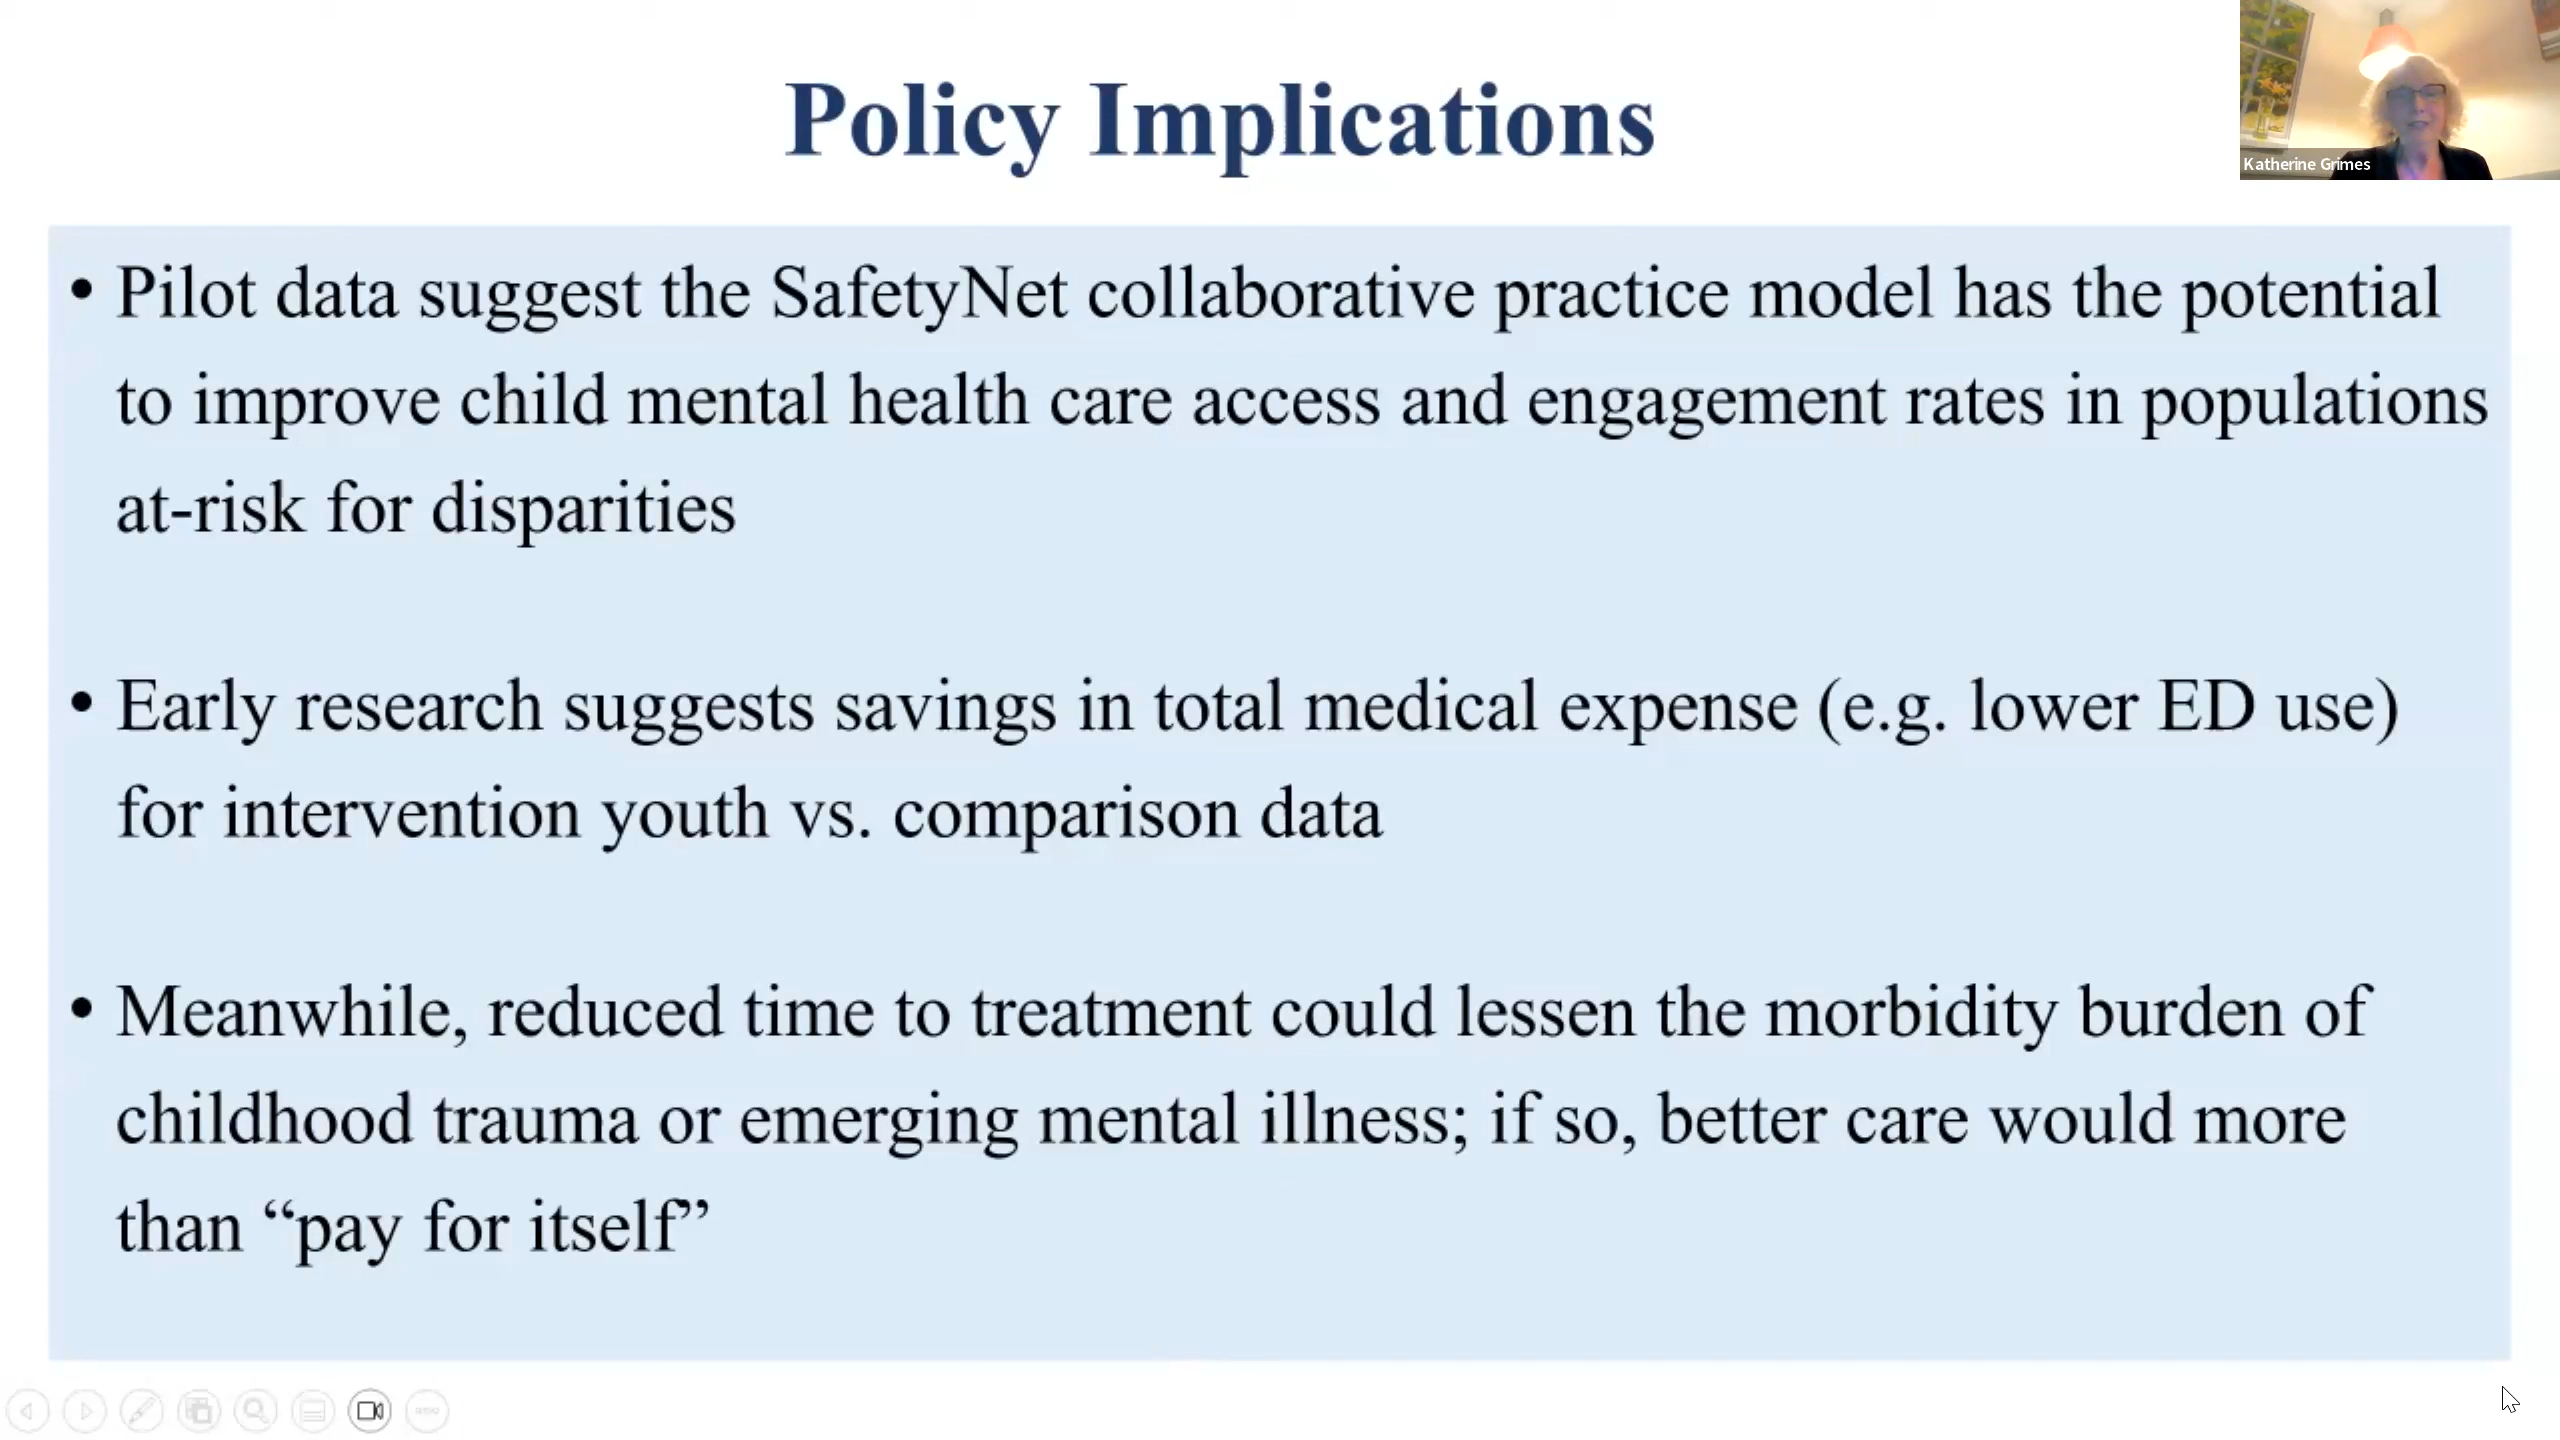 Policy Implications
Katherine Grimes
• Pilot data suggest the SafetyNet collaborative practice model has the potential
to improve child mental health care access and engagement rates in populations
at-risk for disparities
• Early research suggests savings in total medical expense (e.g. lower ED use)
for intervention youth vs. comparison data
• Meanwhile, reduced time to treatment could lessen the morbidity burden of
childhood trauma or emerging mental illness; if so, better care would more
than “pay for itself”